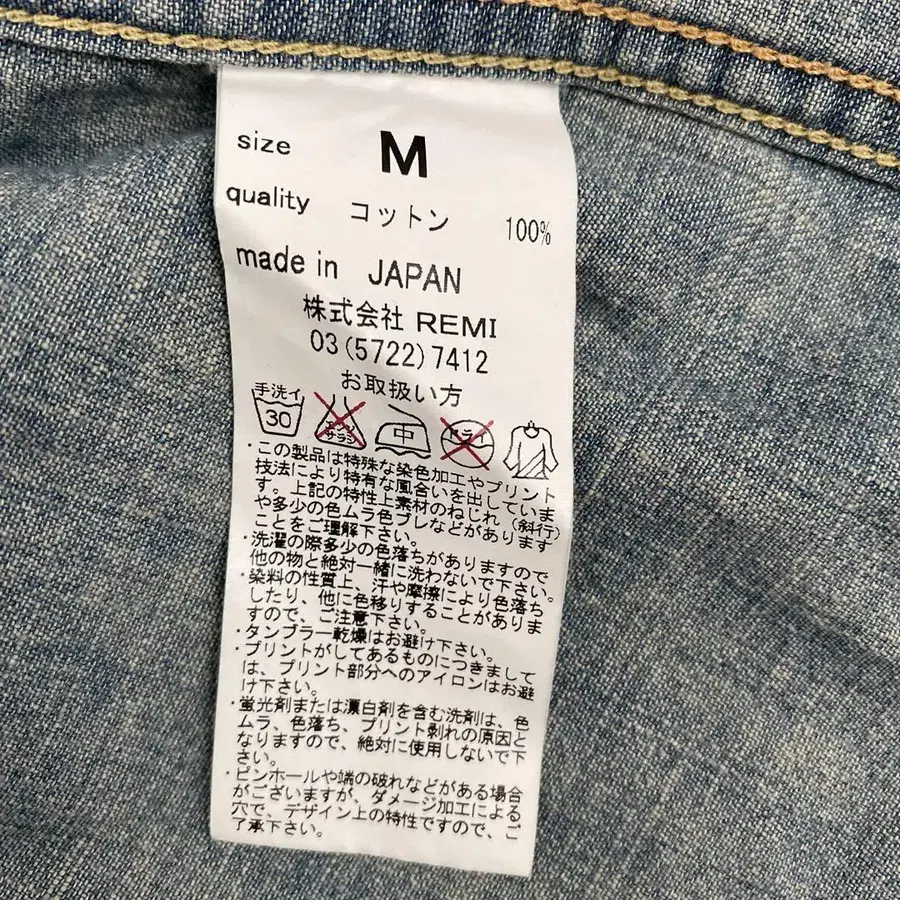 size M
quality コットン 100%
made in JAPAN
株式会社 REMI
03(5722)7412
お取扱い方
手洗イ
30 エンソサラシ 中 ドライ
・この製品は特殊な染色加工やプリント
技法により特有な風合いを出していま
す。上記の特性上素材のねじれ(斜行)
や多少の色ムラ色ブレなどがあります
ことをご理解下さい。
・洗濯の際多少の色落ちがありますので
他の物と絶対一緒に洗わないで下さい。
・染料の性質上、汗や摩擦により色落ち
したり、他に色移りすることがありま
すので、ご注意下さい。
・タンブラー乾燥はお避け下さい。
・プリントがしてあるものにつきまして
は、プリント部分へのアイロンはお避
け下さい。
・蛍光剤または漂白剤を含む洗剤は、色
ムラ、色落ち、プリント剥れの原因と
なりますので、絶対に使用しないで下
さい。
・ピンホールや端の破れなどがある場合
がございますが、ダメージ加工による
穴で、デザイン上の特性ですので、ご
了承下さい。